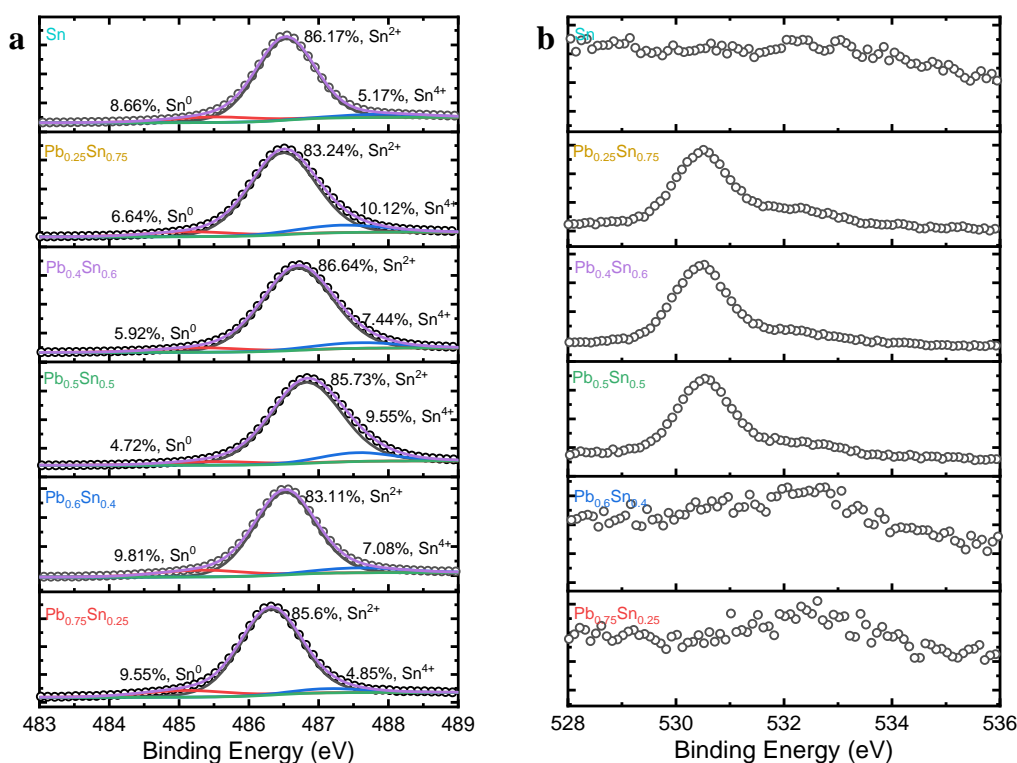 a
Sn
86.17%, Sn²⁺
8.66%, Sn⁰
5.17%, Sn⁴⁺
Pb₀.₂₅Sn₀.₇₅
83.24%, Sn²⁺
6.64%, Sn⁰
10.12%, Sn⁴⁺
Pb₀.₄Sn₀.₆
86.64%, Sn²⁺
5.92%, Sn⁰
7.44%, Sn⁴⁺
Pb₀.₅Sn₀.₅
85.73%, Sn²⁺
4.72%, Sn⁰
9.55%, Sn⁴⁺
Pb₀.₆Sn₀.₄
83.11%, Sn²⁺
9.81%, Sn⁰
7.08%, Sn⁴⁺
Pb₀.₇₅Sn₀.₂₅
85.6%, Sn²⁺
9.55%, Sn⁰
4.85%, Sn⁴⁺
483 484 485 486 487 488 489
Binding Energy (eV)
b
Sn
Pb₀.₂₅Sn₀.₇₅
Pb₀.₄Sn₀.₆
Pb₀.₅Sn₀.₅
Pb₀.₆Sn₀.₄
Pb₀.₇₅Sn₀.₂₅
528 530 532 534 536
Binding Energy (eV)